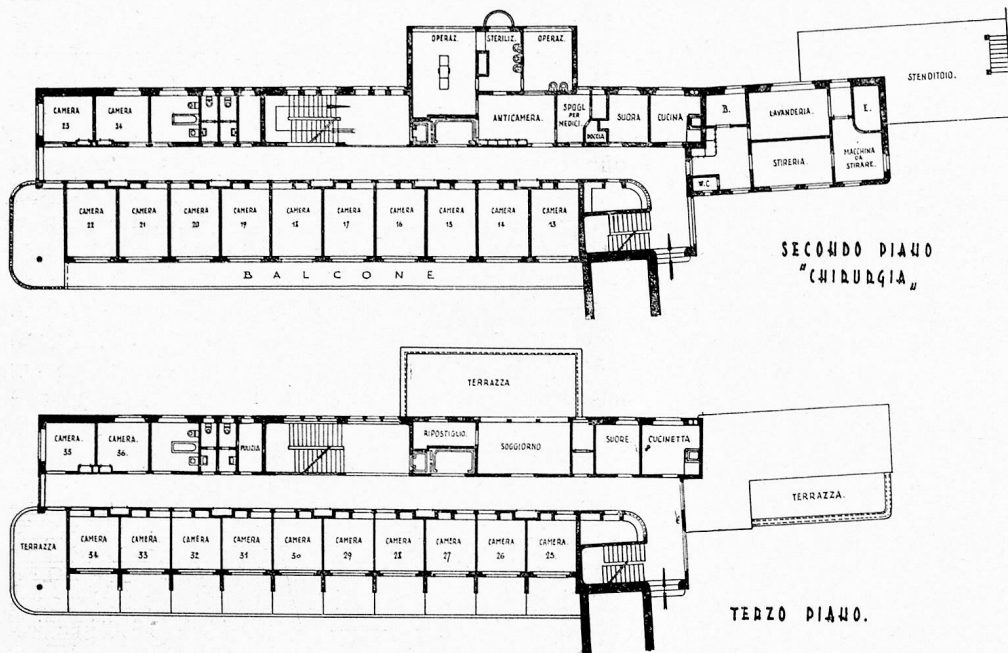 OPERAZ.
STERILIZ.
OPERAZ.
STENDITOIO.
CAMERA
23
CAMERA
24
ANTICAMERA.
SPOGL.
PER
MEDICI.
DOCCIA
SUORA
CUCINA
B.
LAVANDERIA.
E.
STIRERIA.
MACCHINA
DA
STIRARE.
W.C.
CAMERA
22
CAMERA
21
CAMERA
20
CAMERA
19
CAMERA
18
CAMERA
17
CAMERA
16
CAMERA
15
CAMERA
14
CAMERA
13
BALCONE
SECONDO PIANO
"CHIRURGIA"
TERRAZZA
CAMERA.
35
CAMERA.
36.
PULIZIA
RIPOSTIGLIO.
SOGGIORNO
SUORE
CUCINETTA
TERRAZZA.
TERRAZZA
CAMERA
34
CAMERA.
33
CAMERA
32
CAMERA
31
CAMERA
30
CAMERA
29
CAMERA
28
CAMERA
27
CAMERA
26
CAMERA.
25.
TERZO PIANO.